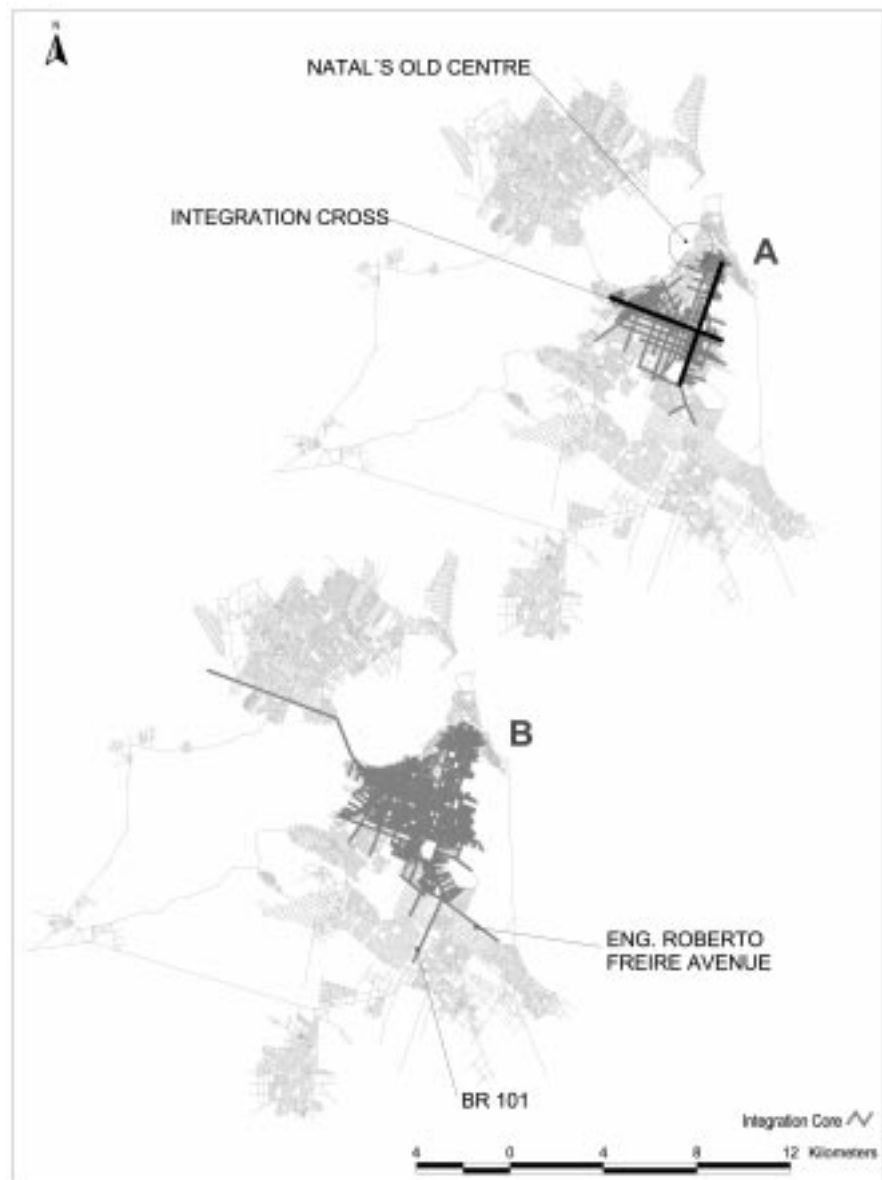 N
NATAL`S OLD CENTRE
INTEGRATION CROSS
A
B
ENG. ROBERTO
FREIRE AVENUE
BR 101
Integration Core
4 0 4 8 12 Kilometers